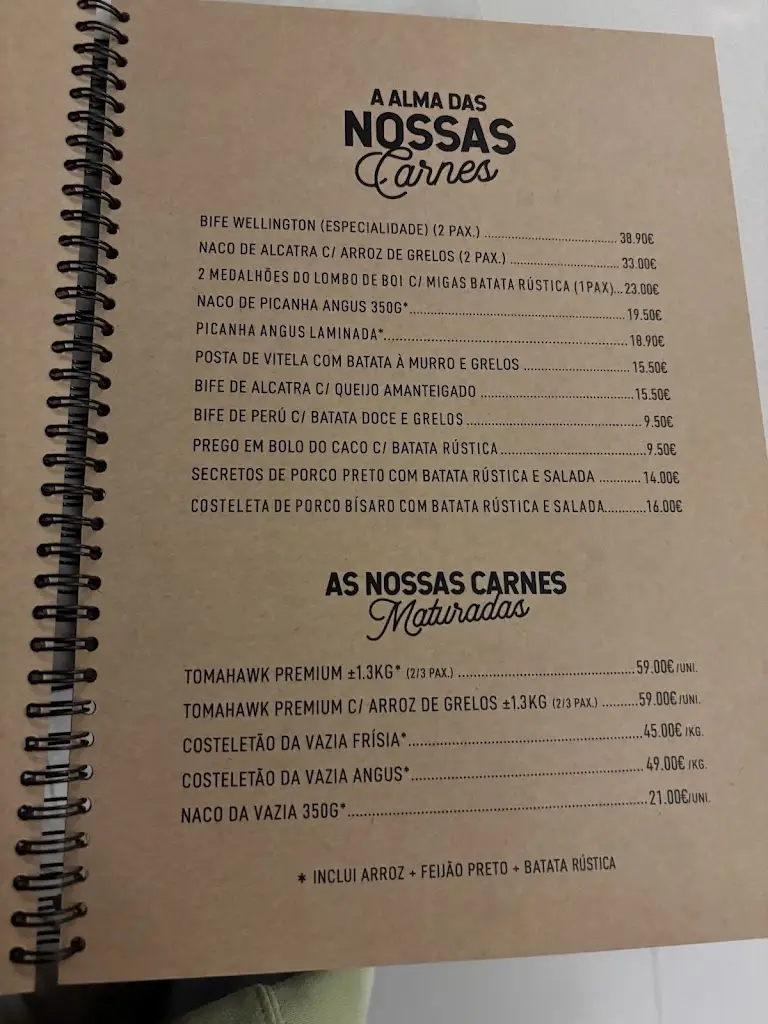 A ALMA DAS
NOSSAS
Carnes
BIFE WELLINGTON (ESPECIALIDADE) (2 PAX.) ........ 38.90€
NACO DE ALCATRA C/ ARROZ DE GRELOS (2 PAX.) ........ 33.00€
2 MEDALHÕES DO LOMBO DE BOI C/ MIGAS BATATA RÚSTICA (1PAX)...23.00€
NACO DE PICANHA ANGUS 350G*........ 19.50€
PICANHA ANGUS LAMINADA*........ 18.90€
POSTA DE VITELA COM BATATA À MURRO E GRELOS ........ 15.50€
BIFE DE ALCATRA C/ QUEIJO AMANTEIGADO ........15.50€
BIFE DE PERÚ C/ BATATA DOCE E GRELOS........ 9.50€
PREGO EM BOLO DO CACO C/ BATATA RÚSTICA........9.50€
SECRETOS DE PORCO PRETO COM BATATA RÚSTICA E SALADA ........ 14.00€
COSTELETA DE PORCO BÍSARO COM BATATA RÚSTICA E SALADA........16.00€
AS NOSSAS CARNES
Maturadas
TOMAHAWK PREMIUM ±1.3KG* (2/3 PAX.) ........59.00€/UNI.
TOMAHAWK PREMIUM C/ ARROZ DE GRELOS ±1.3KG (2/3 PAX.) ........59.00€/UNI.
COSTELETÃO DA VAZIA FRÍSIA*........45.00€ /KG.
COSTELETÃO DA VAZIA ANGUS*........ 49.00€ /KG.
NACO DA VAZIA 350G*........21.00€/UNI.
* INCLUI ARROZ + FEIJÃO PRETO + BATATA RÚSTICA